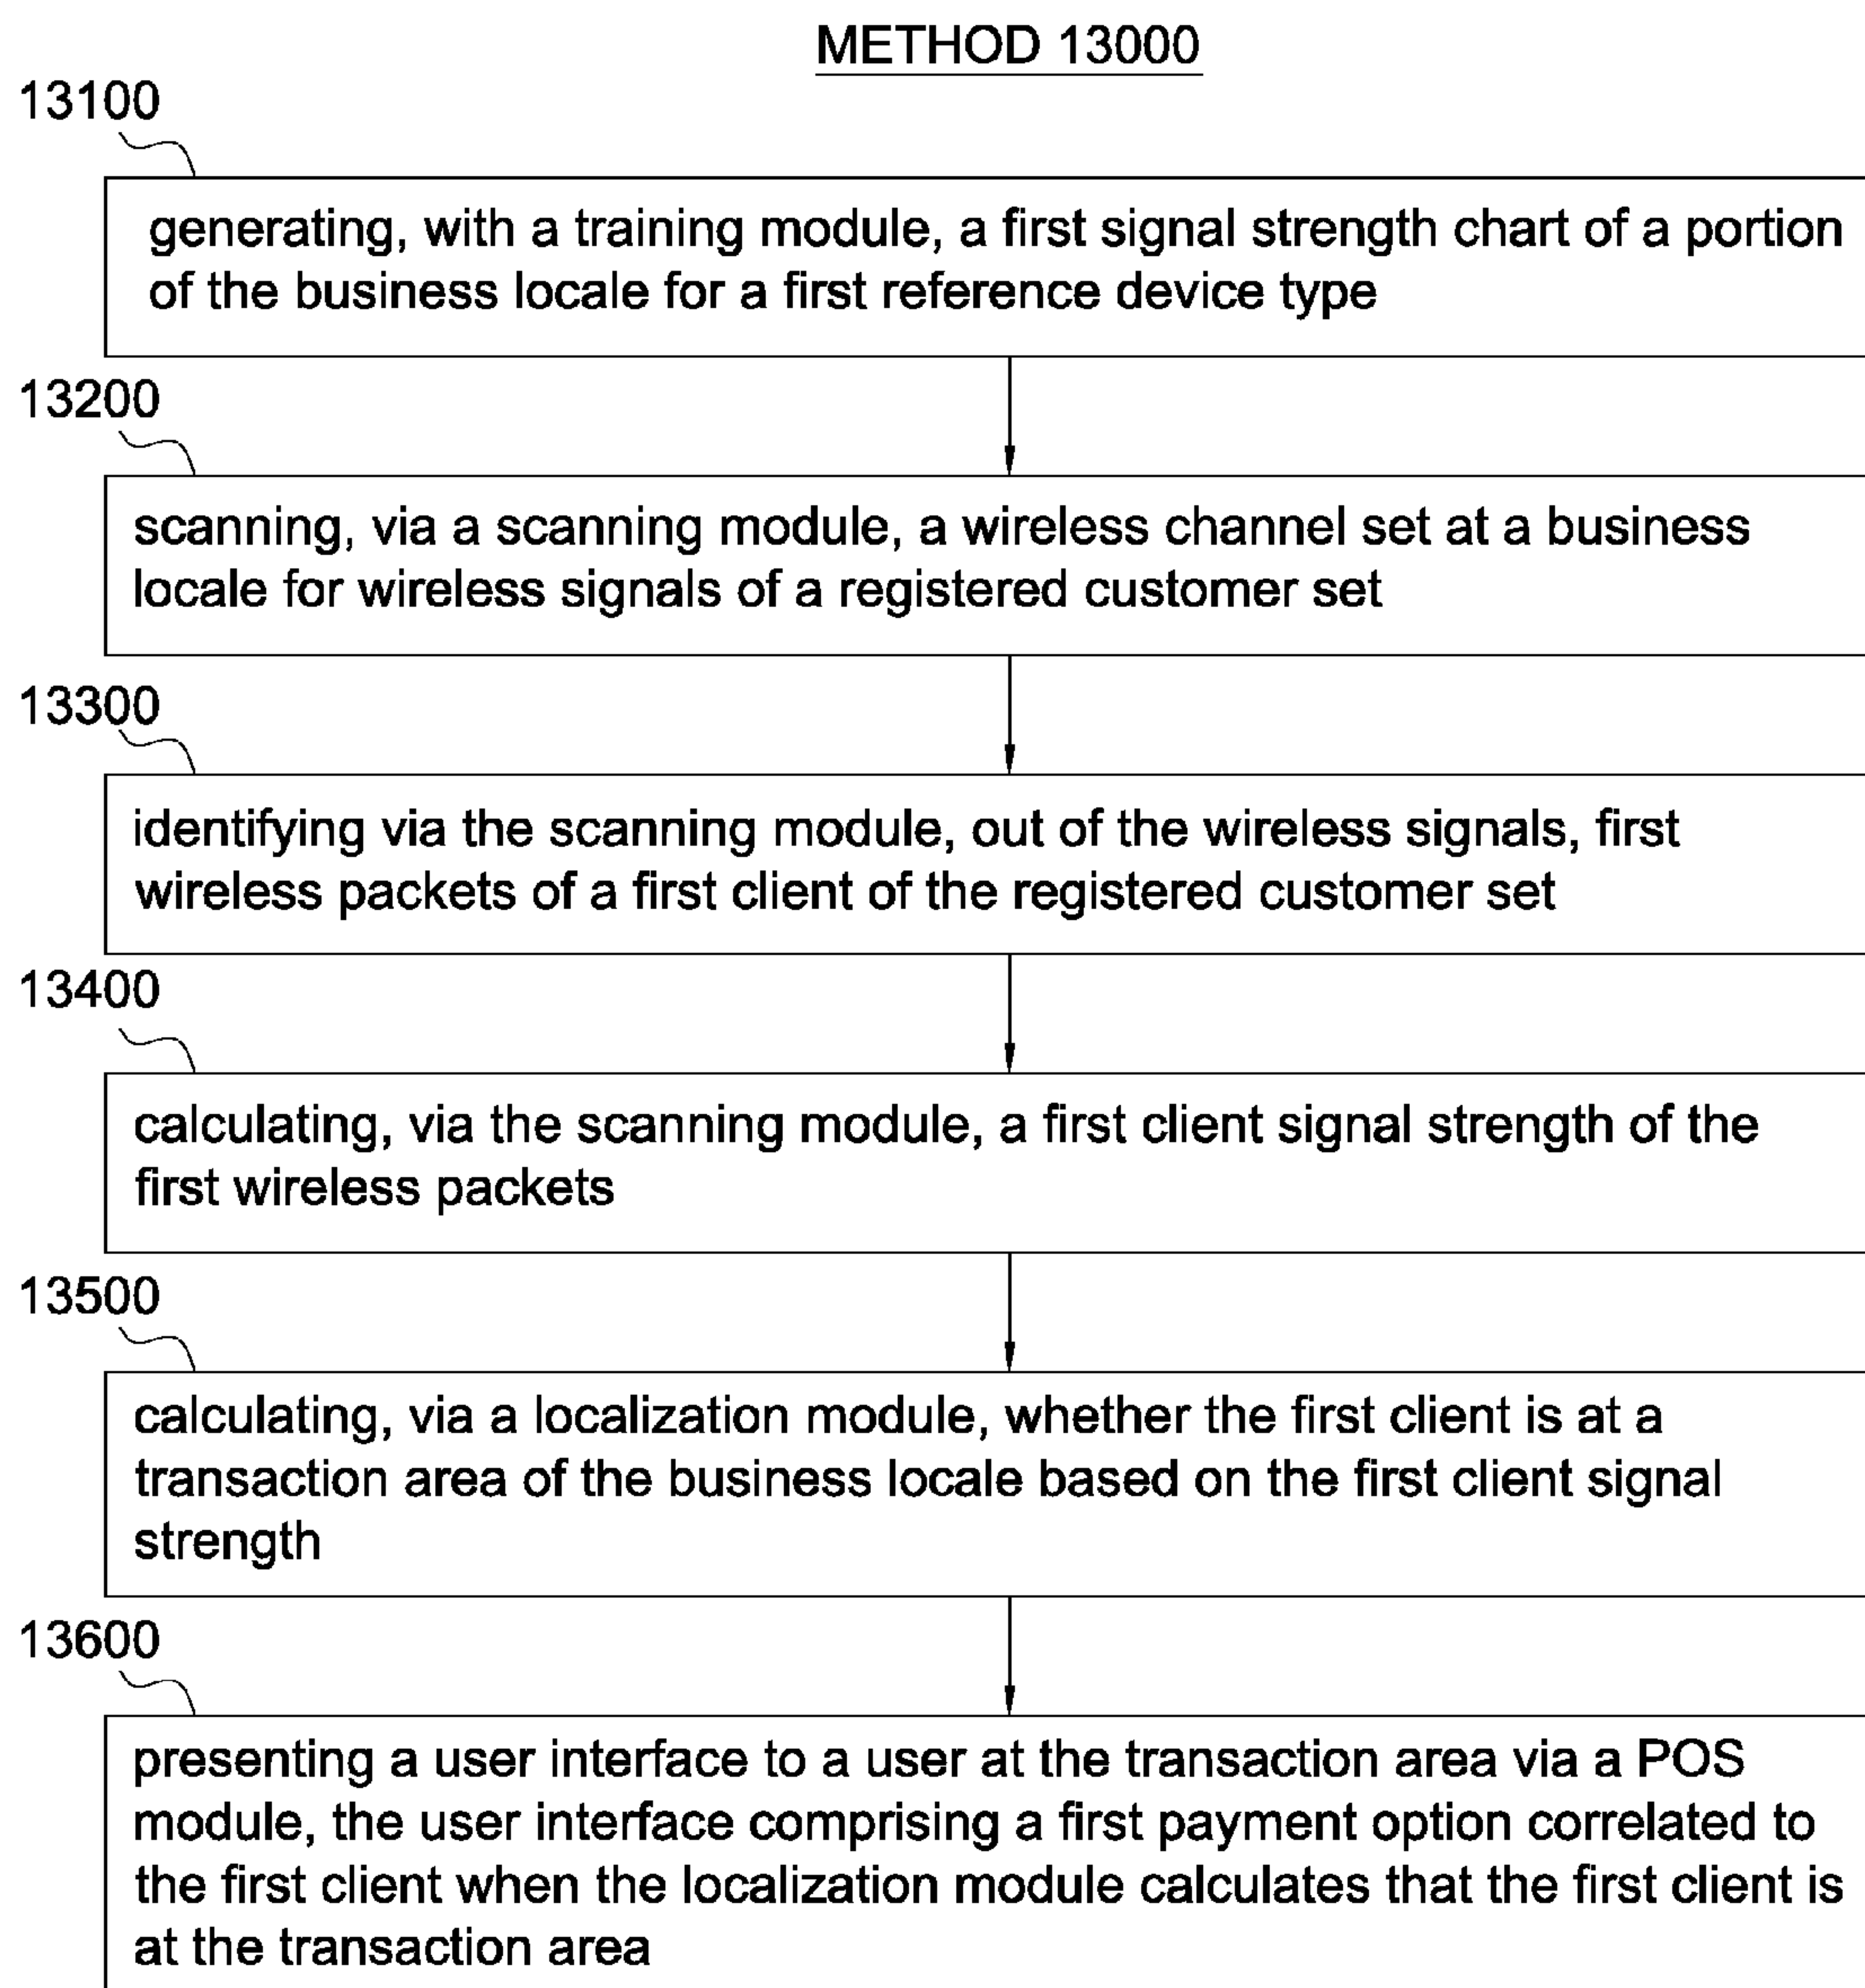 METHOD 13000
13100
generating, with a training module, a first signal strength chart of a portion
of the business locale for a first reference device type
13200
scanning, via a scanning module, a wireless channel set at a business
locale for wireless signals of a registered customer set
13300
identifying via the scanning module, out of the wireless signals, first
wireless packets of a first client of the registered customer set
13400
calculating, via the scanning module, a first client signal strength of the
first wireless packets
13500
calculating, via a localization module, whether the first client is at a
transaction area of the business locale based on the first client signal
strength
13600
presenting a user interface to a user at the transaction area via a POS
module, the user interface comprising a first payment option correlated to
the first client when the localization module calculates that the first client is
at the transaction area